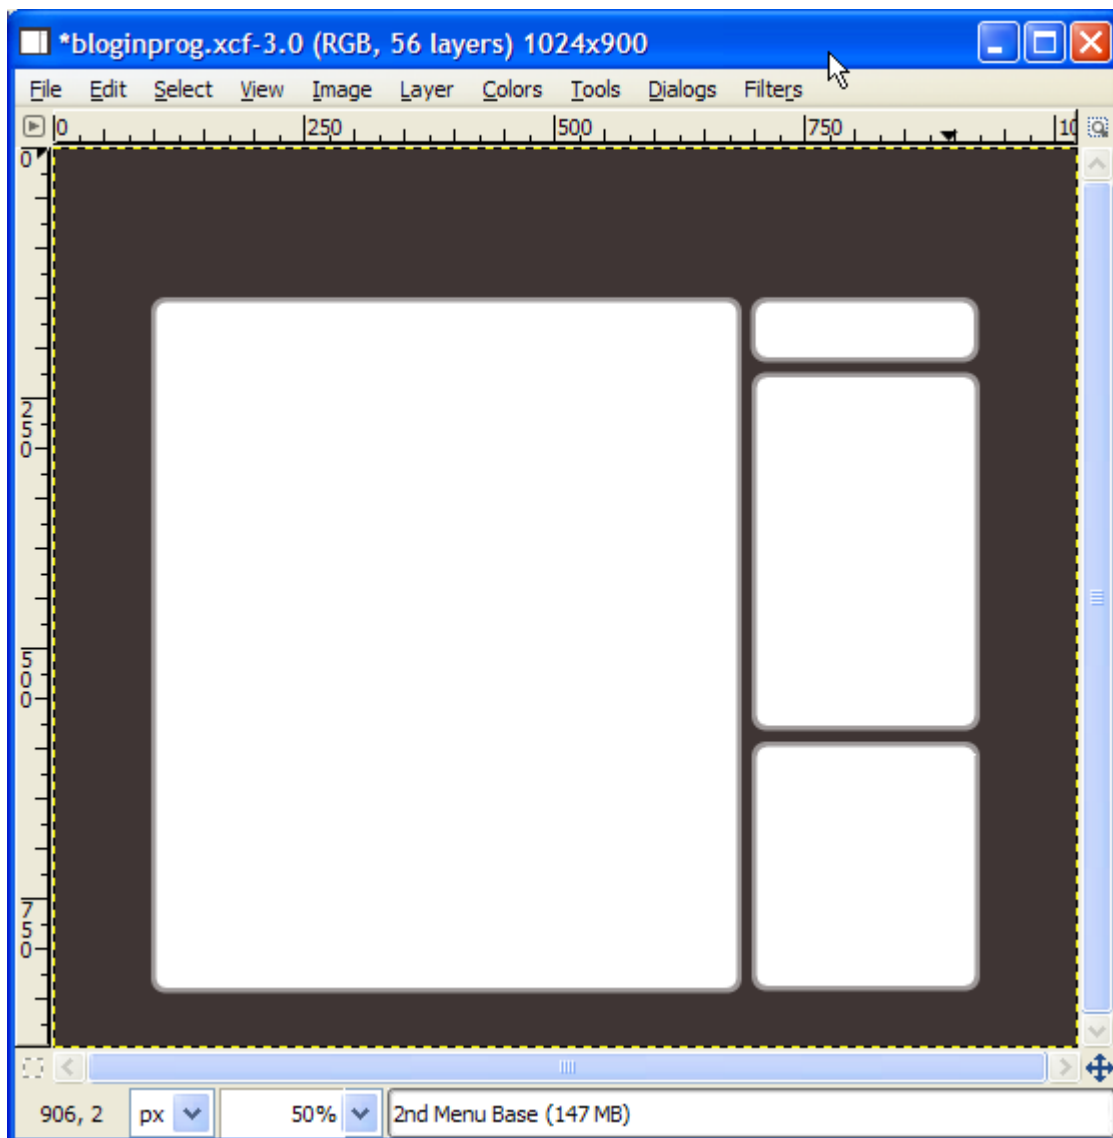 *bloginprog.xcf-3.0 (RGB, 56 layers) 1024x900
File Edit Select View Image Layer Colors Tools Dialogs Filters
0 250 500 750 10
0
250
500
750
906, 2 px 50% 2nd Menu Base (147 MB)